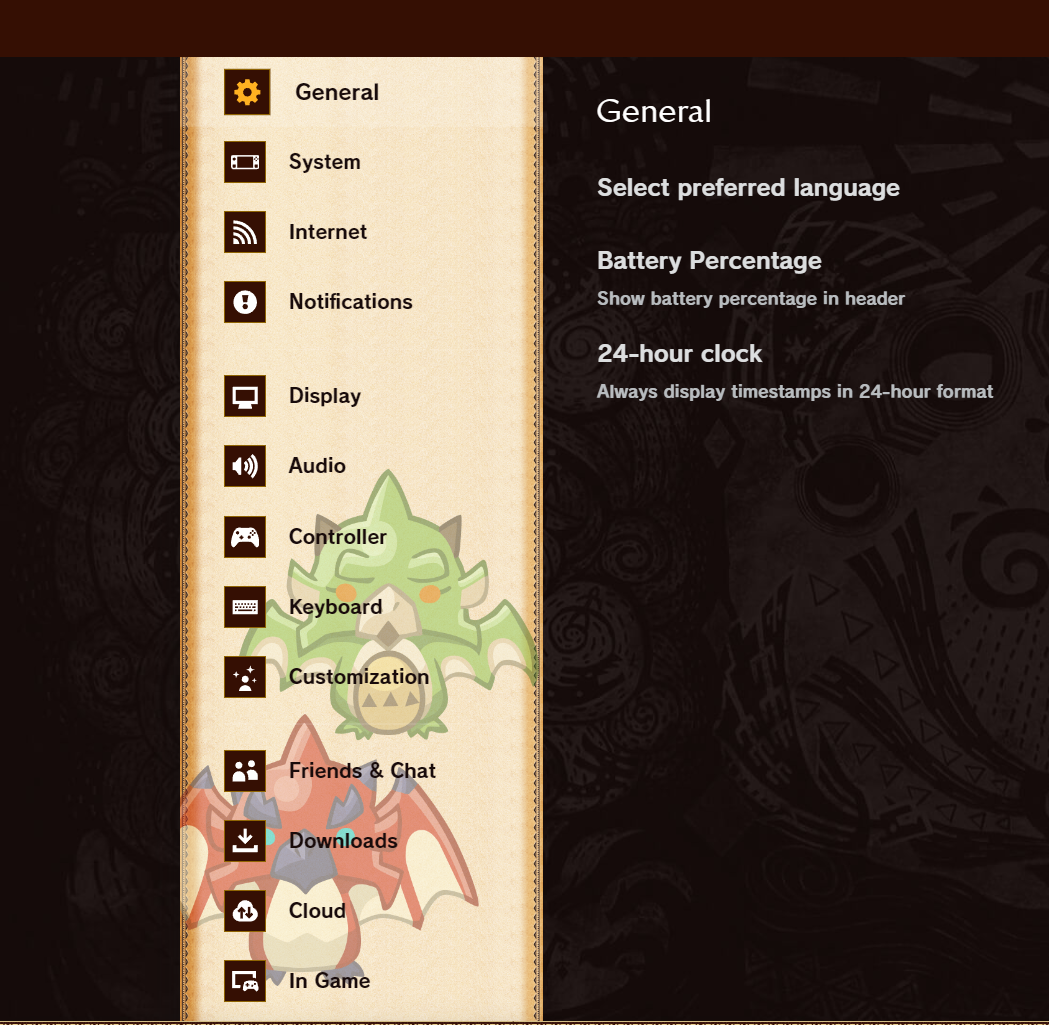 General
System
Internet
Notifications
Display
Audio
Controller
Keyboard
Customization
Friends & Chat
Downloads
Cloud
In Game
General
Select preferred language
Battery Percentage
Show battery percentage in header
24-hour clock
Always display timestamps in 24-hour format